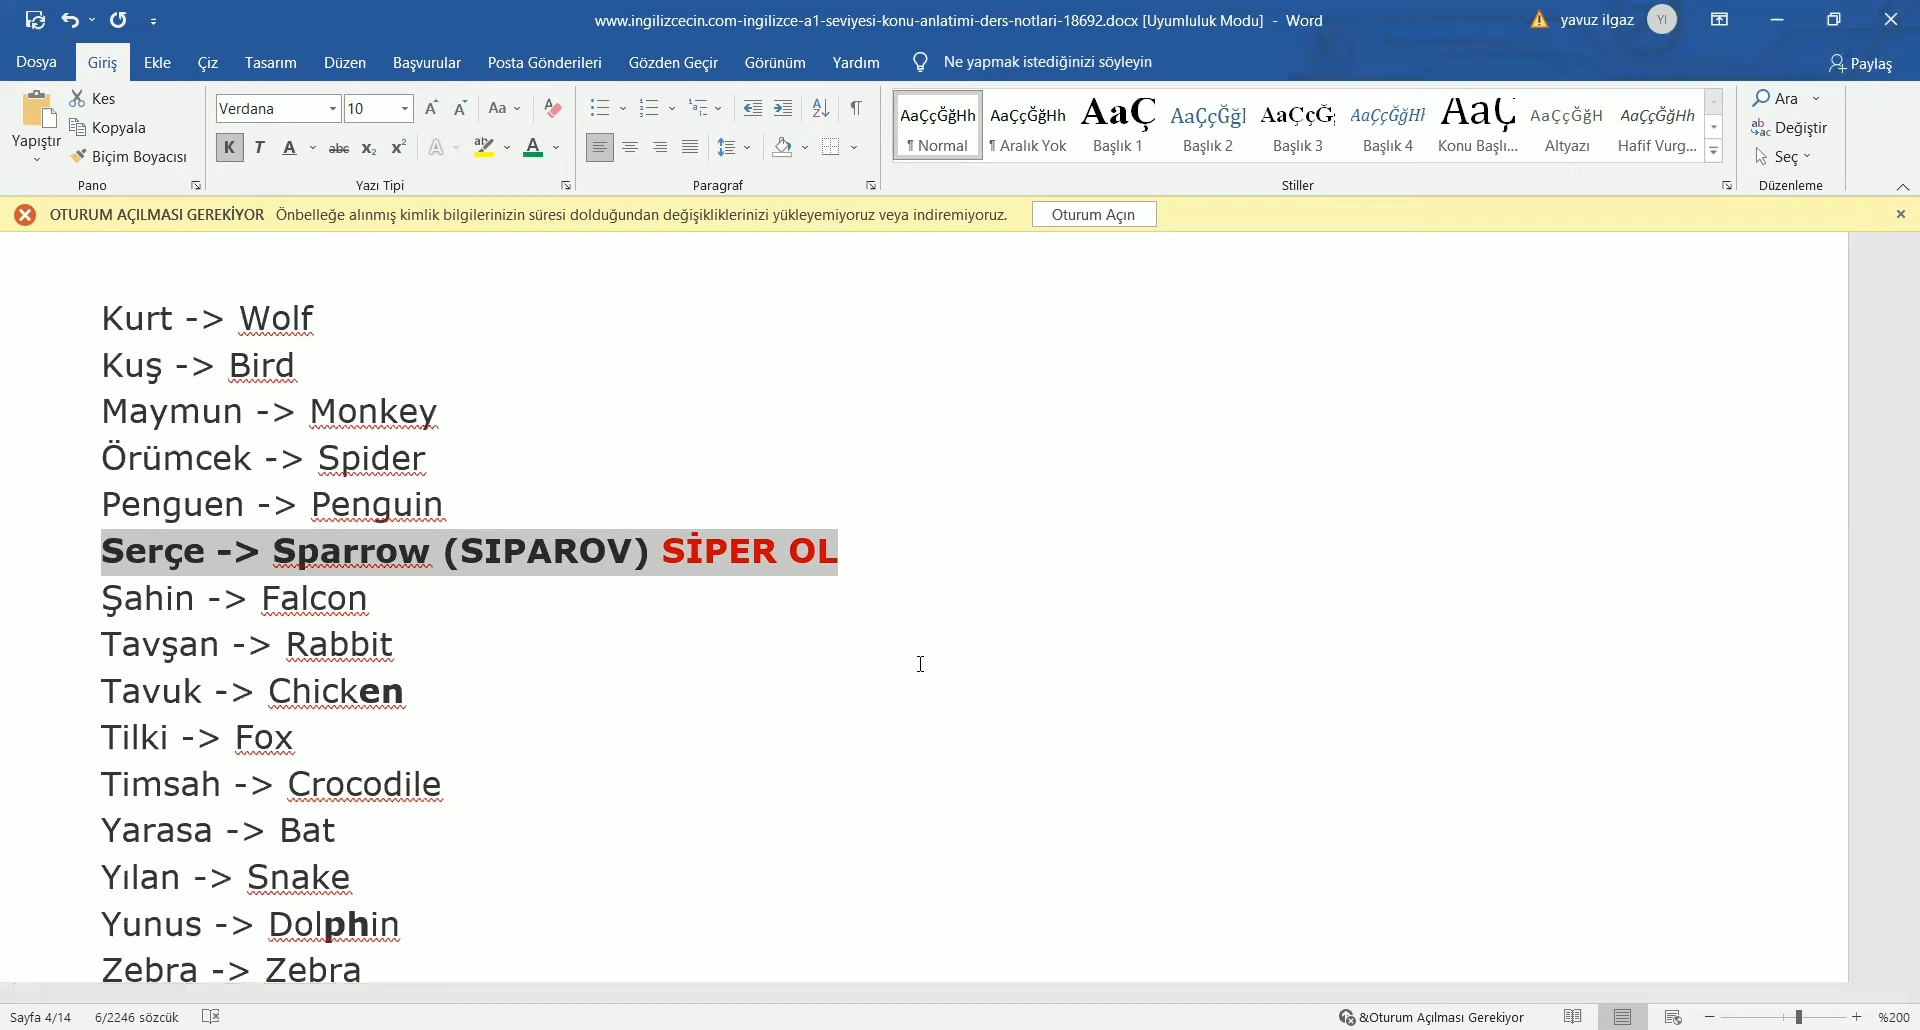 www.ingilizcecin.com-ingilizce-a1-seviyesi-konu-anlatimi-ders-notlari-18692.docx [Uyumluluk Modu] - Word
yavuz ilgaz YI
Dosya Giriş Ekle Çiz Tasarım Düzen Başvurular Posta Gönderileri Gözden Geçir Görünüm Yardım Ne yapmak istediğinizi söyleyin Paylaş
Yapıştır
Kes
Kopyala
Biçim Boyacısı
Pano
Verdana 10
Yazı Tipi
Paragraf
AaÇçĞğHh AaÇçĞğHh AaÇ AaÇçĞğl AaÇçĞ AaÇçĞğHl AaÇ AaÇçĞğH AaÇçĞğHh
¶ Normal ¶ Aralık Yok Başlık 1 Başlık 2 Başlık 3 Başlık 4 Konu Başlı... Altyazı Hafif Vurg...
Stiller
Ara
Değiştir
Seç
Düzenleme
OTURUM AÇILMASI GEREKİYOR Önbelleğe alınmış kimlik bilgilerinizin süresi dolduğundan değişikliklerinizi yükleyemiyoruz veya indiremiyoruz. Oturum Açın
Kurt -> Wolf
Kuş -> Bird
Maymun -> Monkey
Örümcek -> Spider
Penguen -> Penguin
Serçe -> Sparrow (SIPAROV) SİPER OL
Şahin -> Falcon
Tavşan -> Rabbit
Tavuk -> Chicken
Tilki -> Fox
Timsah -> Crocodile
Yarasa -> Bat
Yılan -> Snake
Yunus -> Dolphin
Zebra -> Zebra
Sayfa 4/14 6/2246 sözcük &Oturum Açılması Gerekiyor %200